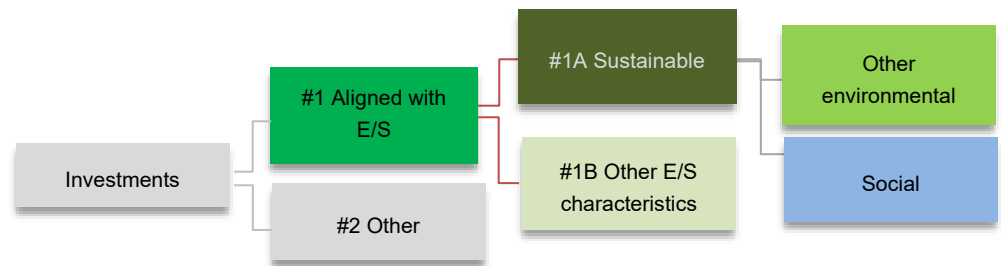 Investments
#1 Aligned with
E/S
#2 Other
#1A Sustainable
#1B Other E/S
characteristics
Other
environmental
Social